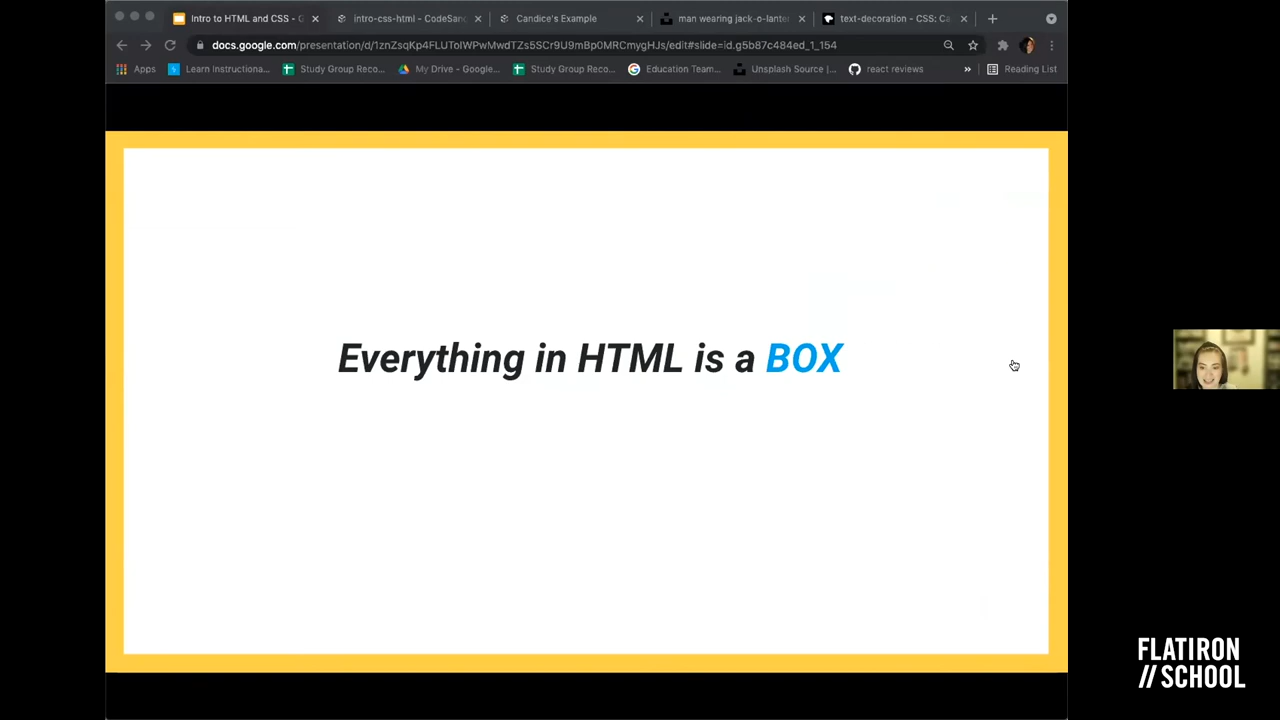 Intro to HTML and CSS - G
intro-css-html - CodeSan
Candice's Example
man wearing jack-o-lante
text-decoration - CSS: Ca
docs.google.com/presentation/d/1znZsqKp4FLUToIWPwMwdTZs5SCr9U9mBp0MRCmygHJs/edit#slide=id.g5b87c484ed_1_154
Apps
Learn Instructiona...
Study Group Reco...
My Drive - Google...
Study Group Reco...
Education Team...
Unsplash Source |...
react reviews
»
Reading List
Everything in HTML is a BOX
FLATIRON
// SCHOOL